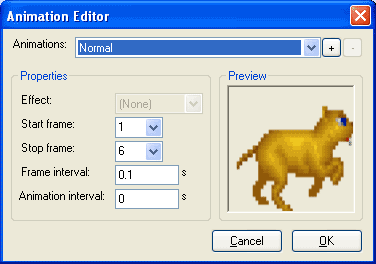 Animation Editor
Animations: Normal + -
Properties
Preview
Effect: (None)
Start frame: 1
Stop frame: 6
Frame interval: 0.1 s
Animation interval: 0 s
Cancel OK